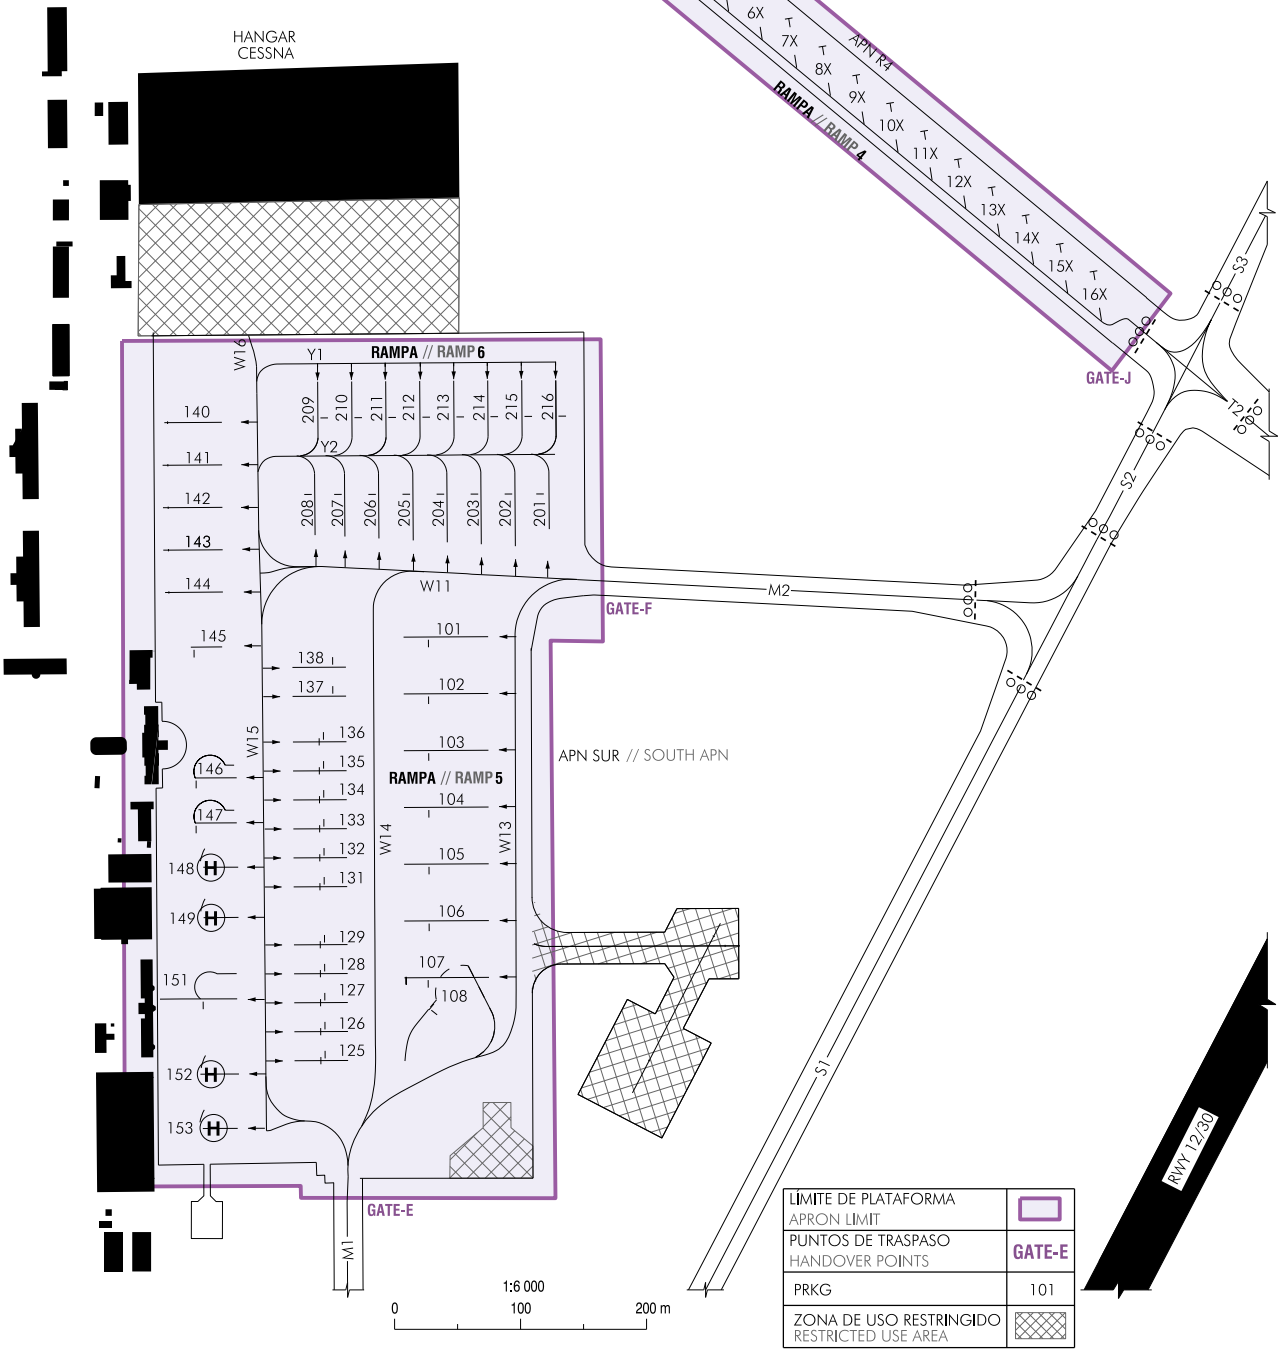 HANGAR
CESSNA
6X
7X
8X
9X
10X
11X
12X
13X
14X
15X
16X
APN R4
RAMPA // RAMP 4
S3
GATE-J
T2
S2
W16
Y1
RAMPA // RAMP 6
140
141
142
143
144
145
209
210
211
212
213
214
215
216
Y2
208
207
206
205
204
203
202
201
W11
M2
GATE-F
101
138
137
102
136
W15
103
APN SUR // SOUTH APN
146
135
RAMPA // RAMP 5
134
104
147
133
W14
W13
132
105
148
H
131
149
H
106
129
107
128
151
127
108
126
125
152
H
S1
153
H
GATE-E
M1
RWY 12/30
1:6 000
0
100
200 m
LÍMITE DE PLATAFORMA
APRON LIMIT
PUNTOS DE TRASPASO
HANDOVER POINTS
GATE-E
PRKG
101
ZONA DE USO RESTRINGIDO
RESTRICTED USE AREA